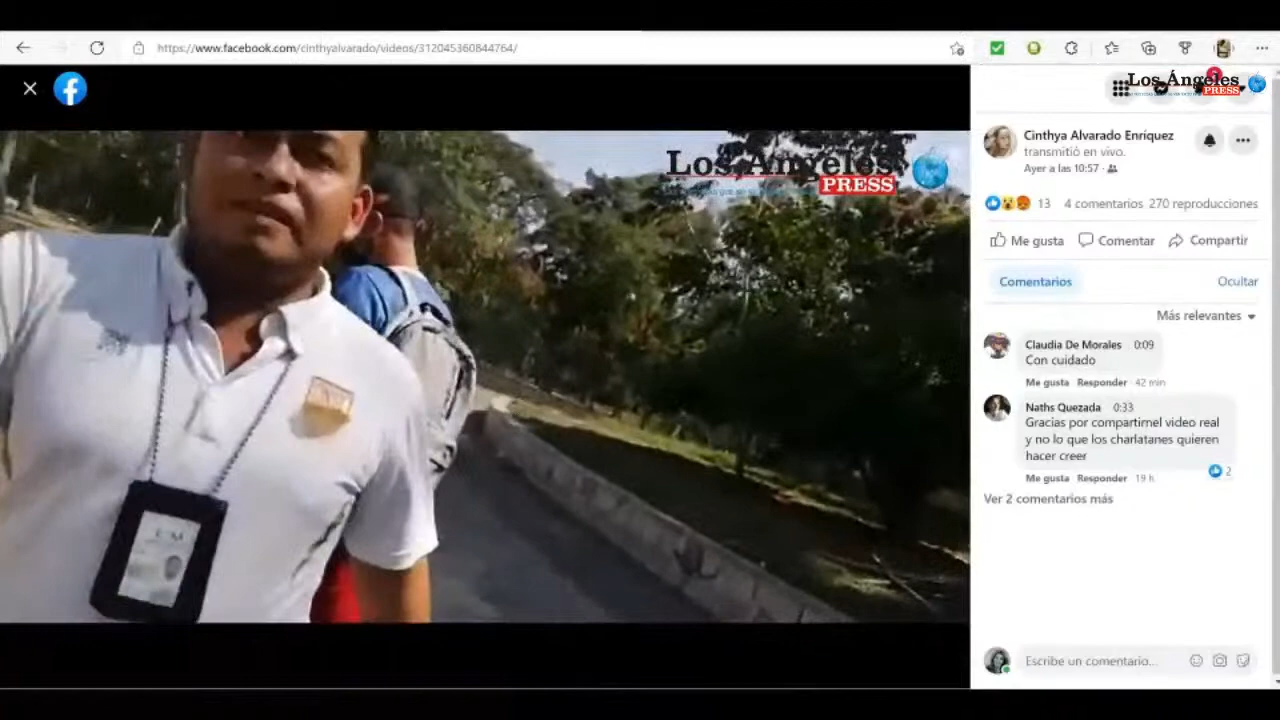 https://www.facebook.com/cinthyalvarado/videos/312045360844764/
Los Ángeles
PRESS
Los Angeles
PRESS
Cinthya Alvarado Enríquez
transmitió en vivo.
Ayer a las 10:57
13 4 comentarios 270 reproducciones
Me gusta Comentar Compartir
Comentarios
Ocultar
Más relevantes
Claudia De Morales 0:09
Con cuidado
Me gusta Responder 42 min
Naths Quezada 0:33
Gracias por compartirnel video real
y no lo que los charlatanes quieren
hacer creer
2
Me gusta Responder 19 h
Ver 2 comentarios más
Escribe un comentario...